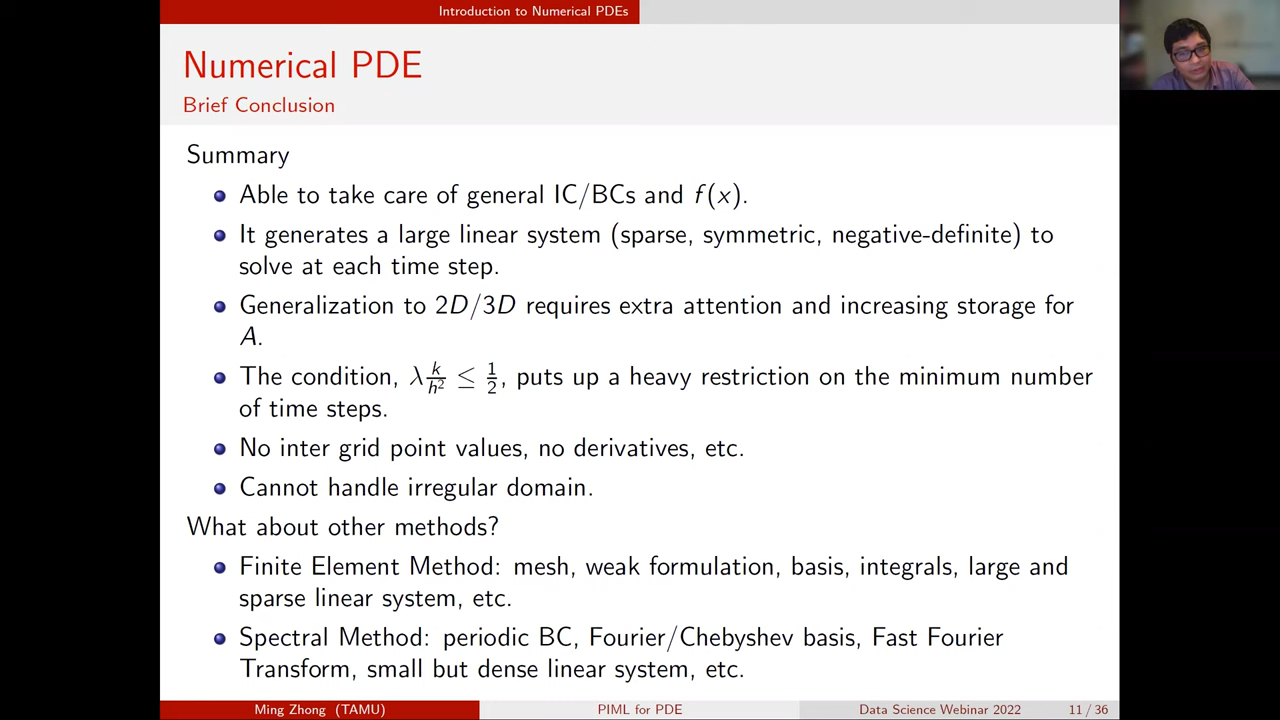 Introduction to Numerical PDEs
Numerical PDE
Brief Conclusion
Summary
Able to take care of general IC/BCs and f(x).
It generates a large linear system (sparse, symmetric, negative-definite) to
solve at each time step.
Generalization to 2D/3D requires extra attention and increasing storage for
A.
The condition, λ k/h² ≤ 1/2, puts up a heavy restriction on the minimum number
of time steps.
No inter grid point values, no derivatives, etc.
Cannot handle irregular domain.
What about other methods?
Finite Element Method: mesh, weak formulation, basis, integrals, large and
sparse linear system, etc.
Spectral Method: periodic BC, Fourier/Chebyshev basis, Fast Fourier
Transform, small but dense linear system, etc.
Ming Zhong (TAMU) PIML for PDE Data Science Webinar 2022 11 / 36